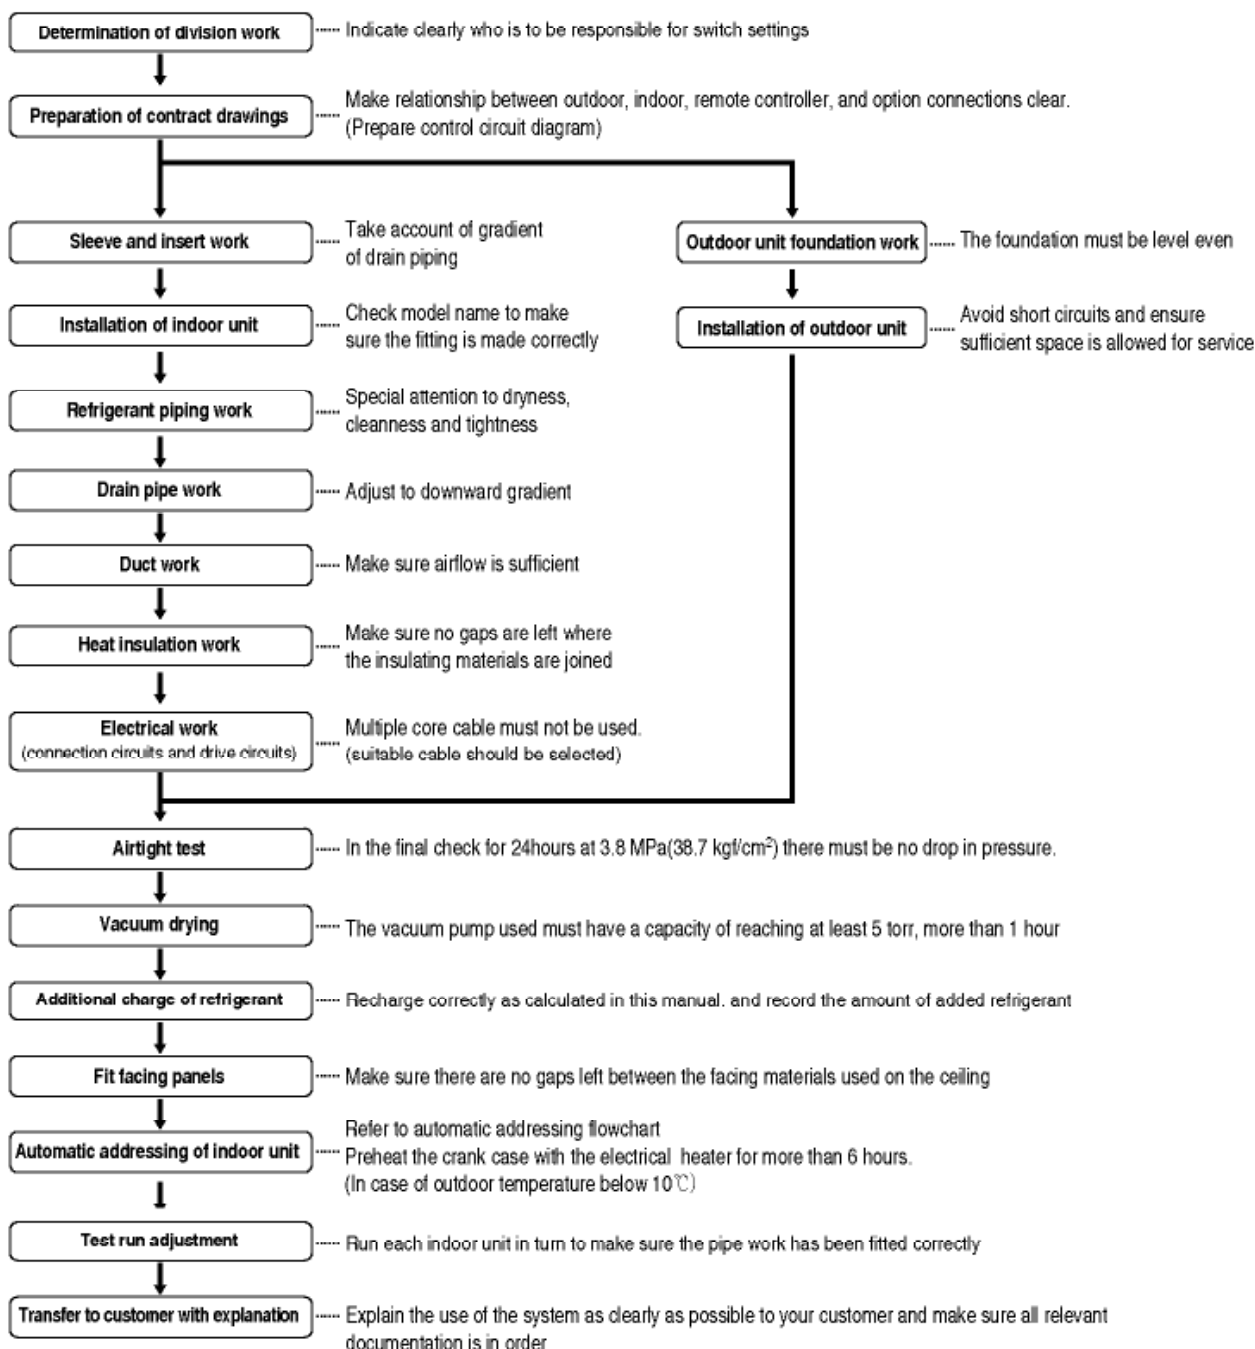 Determination of division work
Indicate clearly who is to be responsible for switch settings
Preparation of contract drawings
Make relationship between outdoor, indoor, remote controller, and option connections clear.
(Prepare control circuit diagram)
Sleeve and insert work
Take account of gradient
of drain piping
Outdoor unit foundation work
The foundation must be level even
Installation of indoor unit
Check model name to make
sure the fitting is made correctly
Installation of outdoor unit
Avoid short circuits and ensure
sufficient space is allowed for service
Refrigerant piping work
Special attention to dryness,
cleanness and tightness
Drain pipe work
Adjust to downward gradient
Duct work
Make sure airflow is sufficient
Heat insulation work
Make sure no gaps are left where
the insulating materials are joined
Electrical work
(connection circuits and drive circuits)
Multiple core cable must not be used.
(suitable cable should be selected)
Airtight test
In the final check for 24hours at 3.8 MPa(38.7 kgf/cm²) there must be no drop in pressure.
Vacuum drying
The vacuum pump used must have a capacity of reaching at least 5 torr, more than 1 hour
Additional charge of refrigerant
Recharge correctly as calculated in this manual. and record the amount of added refrigerant
Fit facing panels
Make sure there are no gaps left between the facing materials used on the ceiling
Automatic addressing of indoor unit
Refer to automatic addressing flowchart
Preheat the crank case with the electrical heater for more than 6 hours.
(In case of outdoor temperature below 10℃)
Test run adjustment
Run each indoor unit in turn to make sure the pipe work has been fitted correctly
Transfer to customer with explanation
Explain the use of the system as clearly as possible to your customer and make sure all relevant
documentation is in order